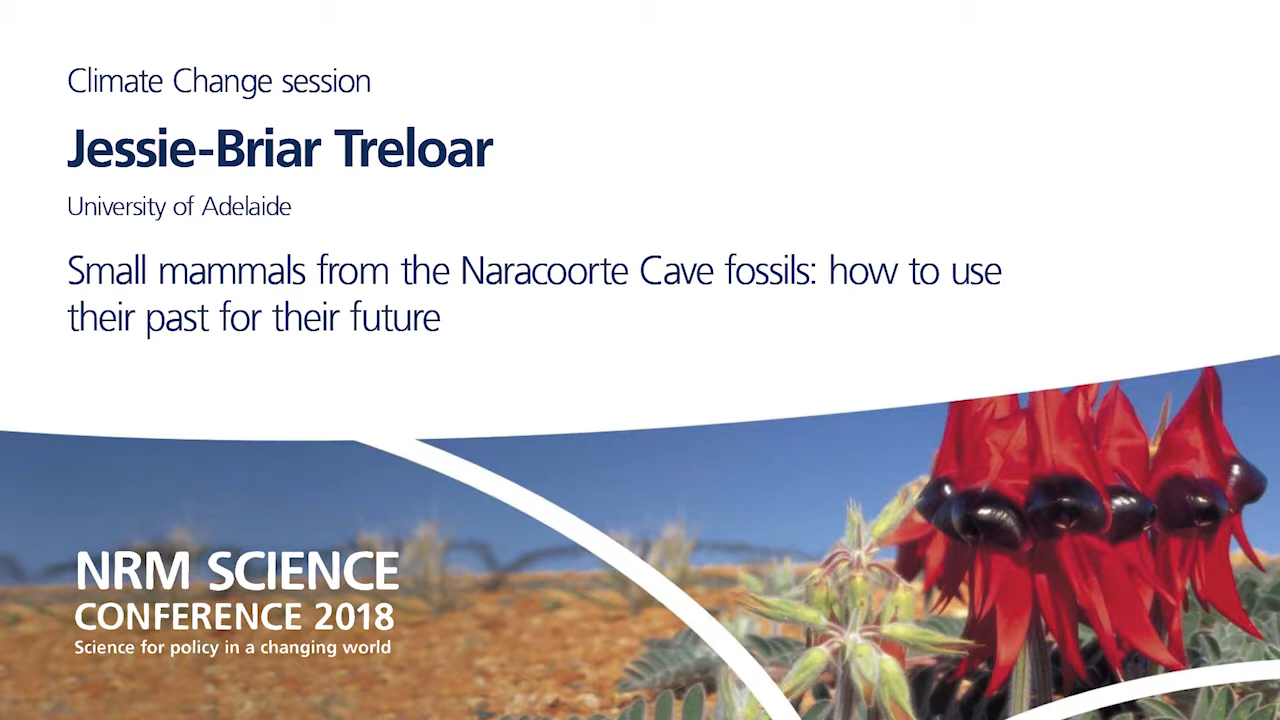 Climate Change session
Jessie-Briar Treloar
University of Adelaide
Small mammals from the Naracoorte Cave fossils: how to use
their past for their future
NRM SCIENCE
CONFERENCE 2018
Science for policy in a changing world